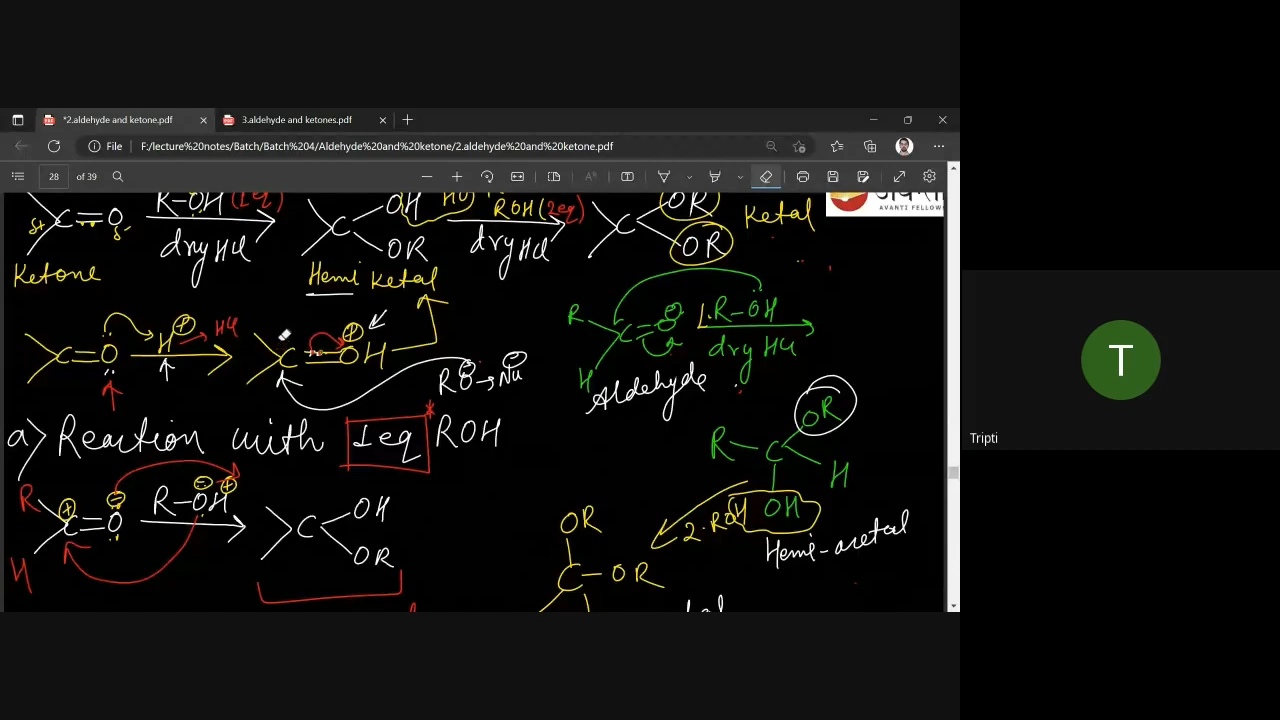 *2.aldehyde and ketone.pdf
3.aldehyde and ketones.pdf
File
F:/lecture%20notes/Batch/Batch%204/Aldehyde%20and%20ketone/2.aldehyde%20and%20ketone.pdf
28 of 39
R-OH (1eq)
dry HCl
C=O
δ+ δ-
Ketone
C OH
OR
Hemi Ketal
ROH (2eq)
dry HCl
C OR
OR
Ketal
AVANTI FELLOW
C=O
H⊕ → HCl
C=OH ⊕
RO⊖ → Nu⊖
R
C=O
H
Aldehyde
1. R-OH
dry HCl
a) Reaction with 1eq* ROH
R
C=O
H
R-OH
C OH
OR
R-C OR
H
OH
Hemi-acetal
2. ROH
OR
C-OR
T
Tripti